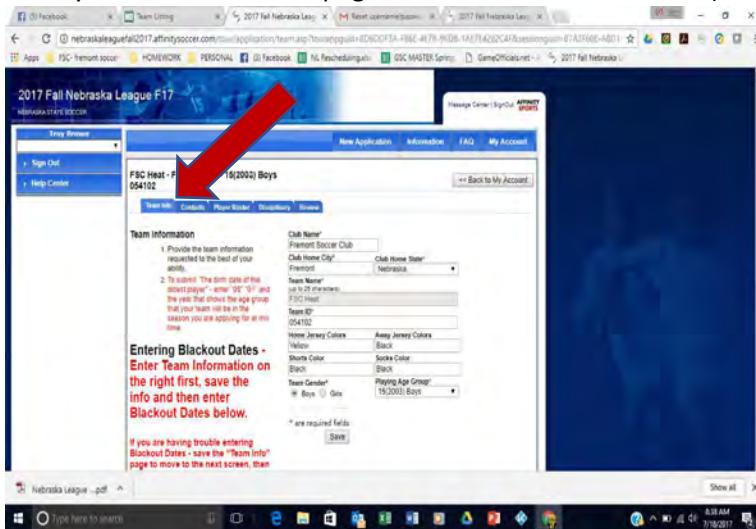 (3) Facebook
Team Listing
2017 Fall Nebraska Leag
Reset username/passwo
2017 Fall Nebraska Leag
nebraskaleaguefall2017.affinitysoccer.com
Apps
FSC- fremont soccer
HOMEWORK
PERSONAL
(3) Facebook
NL Rescheduling.xls
GSC MASTER Spring
GameOfficials.net -
2017 Fall Nebraska L
2017 Fall Nebraska League F17
NEBRASKA STATE SOCCER
Message Center | SignOut
AFFINITY SPORTS
Troy Brower
New Application
Information
FAQ
My Account
Sign Out
Help Center
FSC Heat - F 15(2003) Boys
054102
<< Back to My Account
Team Info
Contacts
Player Roster
Disciplinary
Review
Team Information
1. Provide the team information
requested to the best of your
ability.
2. To submit "The birth date of the
oldest player" - enter "08" "01" and
the year that shows the age group
that your team will be in the
season you are applying for at this
time.
Entering Blackout Dates -
Enter Team Information on
the right first, save the
info and then enter
Blackout Dates below.
If you are having trouble entering
Blackout Dates - save the "Team Info"
page to move to the next screen, then
Club Name*
Fremont Soccer Club
Club Home City*
Club Home State*
Fremont
Nebraska
Team Name*
(up to 25 characters)
FSC Heat
Team ID*
054102
Home Jersey Colors
Away Jersey Colors
Yellow
Black
Shorts Color
Socks Color
Black
Black
Team Gender*
Playing Age Group*
Boys
Girls
15(2003) Boys
* are required fields
Save
Nebraska League ...pdf
Show all
Type here to search
8:38 AM
7/18/2017